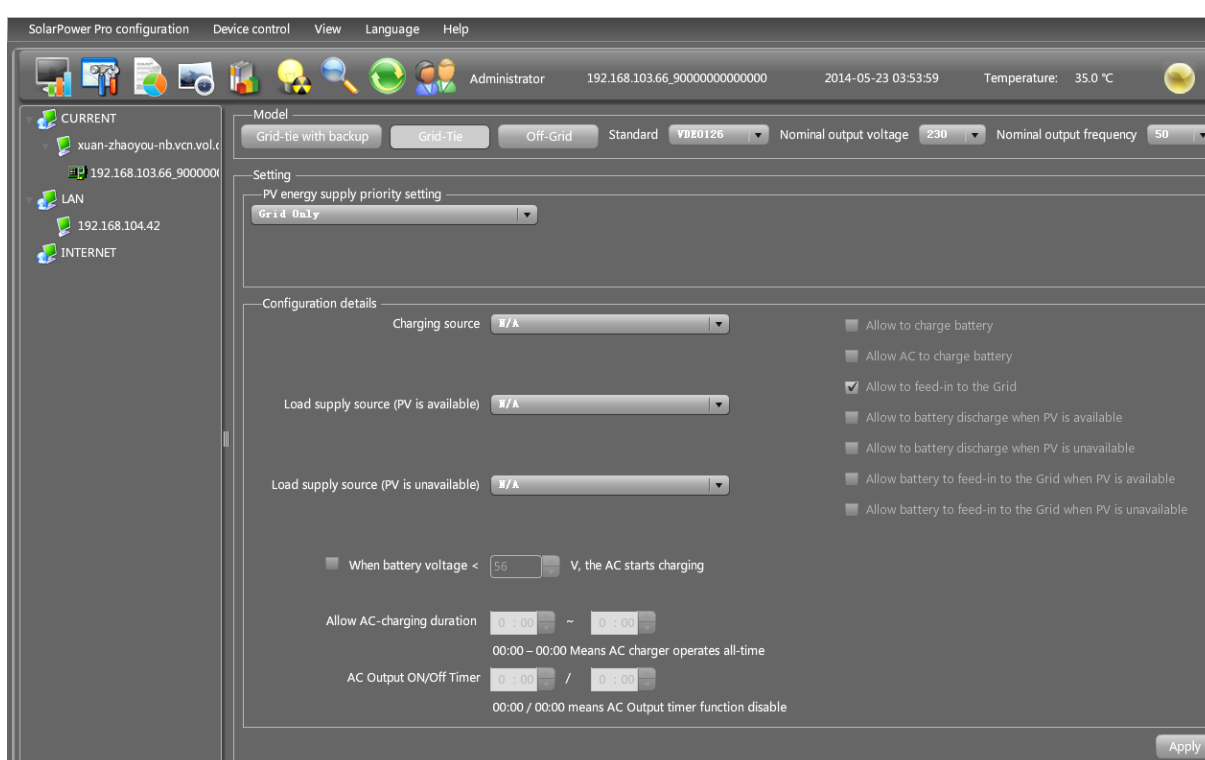 SolarPower Pro configuration Device control View Language Help
Administrator 192.168.103.66_90000000000000 2014-05-23 03:53:59 Temperature: 35.0 ℃
CURRENT
xuan-zhaoyou-nb.vcn.vol.c
192.168.103.66_900000(
LAN
192.168.104.42
INTERNET
Model
Grid-tie with backup Grid-Tie Off-Grid Standard VDE0126 Nominal output voltage 230 Nominal output frequency 50
Setting
PV energy supply priority setting
Grid Only
Configuration details
Charging source N/A
Load supply source (PV is available) N/A
Load supply source (PV is unavailable) N/A
Allow to charge battery
Allow AC to charge battery
Allow to feed-in to the Grid
Allow to battery discharge when PV is available
Allow to battery discharge when PV is unavailable
Allow battery to feed-in to the Grid when PV is available
Allow battery to feed-in to the Grid when PV is unavailable
When battery voltage < 56 V, the AC starts charging
Allow AC-charging duration 0 : 00 ~ 0 : 00
00:00 – 00:00 Means AC charger operates all-time
AC Output ON/Off Timer 0 : 00 / 0 : 00
00:00 / 00:00 means AC Output timer function disable
Apply